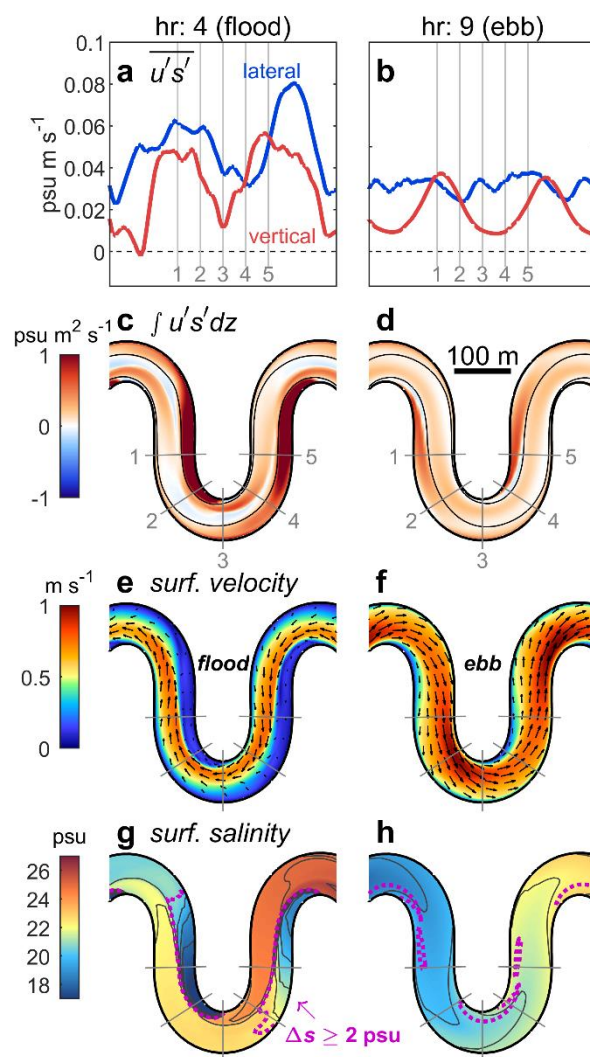 hr: 4 (flood)
hr: 9 (ebb)
0.1
0.08
0.06
0.04
0.02
0
psu m s⁻¹
a u's'
lateral
vertical
1 2 3 4 5
b
1 2 3 4 5
c ∫ u's'dz
psu m² s⁻¹
1
0
-1
1
2
3
4
5
d
100 m
1
2
3
4
5
m s⁻¹
1
0.5
0
e surf. velocity
flood
f
ebb
psu
26
24
22
20
18
g surf. salinity
Δs ≥ 2 psu
h